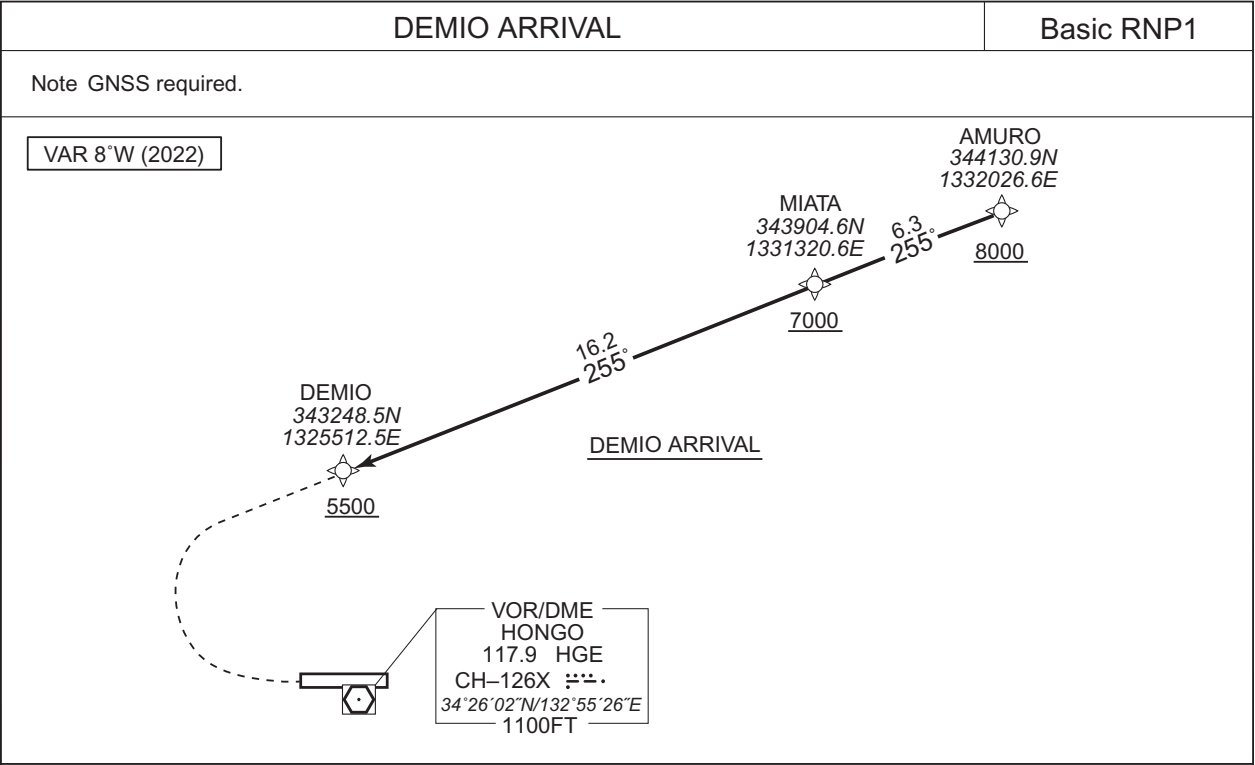 DEMIO ARRIVAL
Basic RNP1
Note GNSS required.
VAR 8˚W (2022)
AMURO
344130.9N
1332026.6E
8000
6.3
255˚
MIATA
343904.6N
1331320.6E
7000
16.2
255˚
DEMIO
343248.5N
1325512.5E
5500
DEMIO ARRIVAL
VOR/DME
HONGO
117.9 HGE
CH–126X
34˚26´02˝N/132˚55´26˝E
1100FT